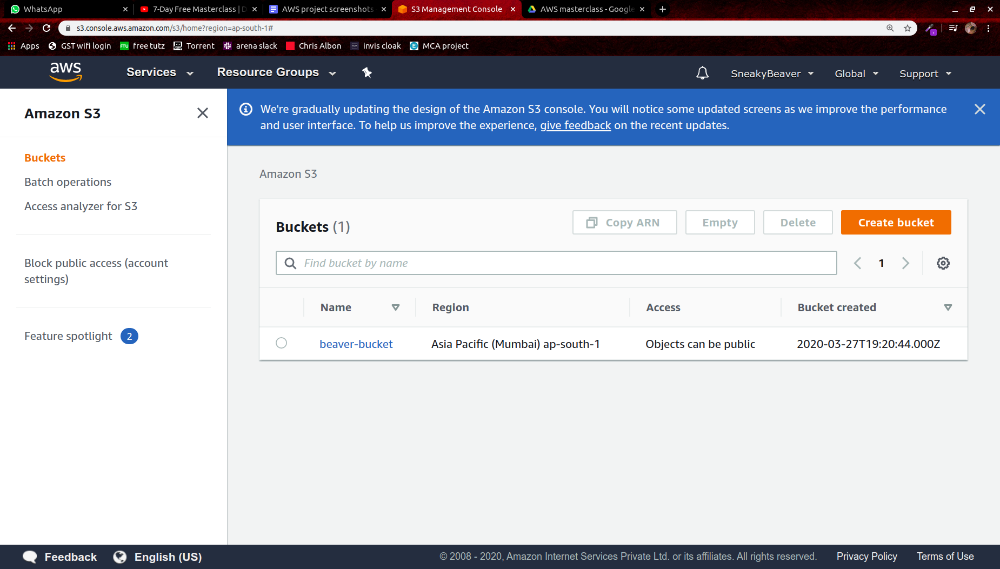 WhatsApp
7-Day Free Masterclass | D
AWS project screenshots
S3 Management Console
AWS masterclass - Google
s3.console.aws.amazon.com/s3/home?region=ap-south-1#
Apps
GST wifi login
FTU free tutz
Torrent
arena slack
Chris Albon
invis cloak
E MCA project
aws
Services
Resource Groups
SneakyBeaver
Global
Support
Amazon S3
Buckets
Batch operations
Access analyzer for S3
Block public access (account
settings)
Feature spotlight 2
We're gradually updating the design of the Amazon S3 console. You will notice some updated screens as we improve the performance
and user interface. To help us improve the experience, give feedback on the recent updates.
Amazon S3
Buckets (1)
Copy ARN
Empty
Delete
Create bucket
Find bucket by name
1
Name Region Access Bucket created
beaver-bucket Asia Pacific (Mumbai) ap-south-1 Objects can be public 2020-03-27T19:20:44.000Z
Feedback
English (US)
© 2008 - 2020, Amazon Internet Services Private Ltd. or its affiliates. All rights reserved.
Privacy Policy
Terms of Use